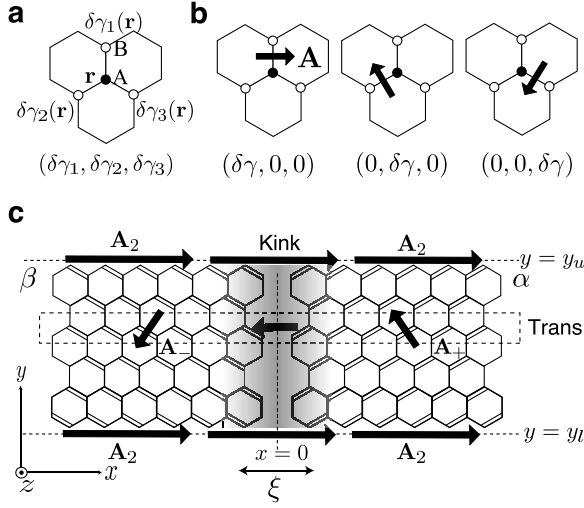 a
δγ₁(r)
B
r
A
δγ₂(r)
δγ₃(r)
(δγ₁, δγ₂, δγ₃)
b
A
(δγ, 0, 0)
(0, δγ, 0)
(0, 0, δγ)
c
A₂
Kink
A₂
y = yᵤ
β
α
Trans
A₋
A₊
y
A₂
x = 0
A₂
y = yₗ
x
z
ξ